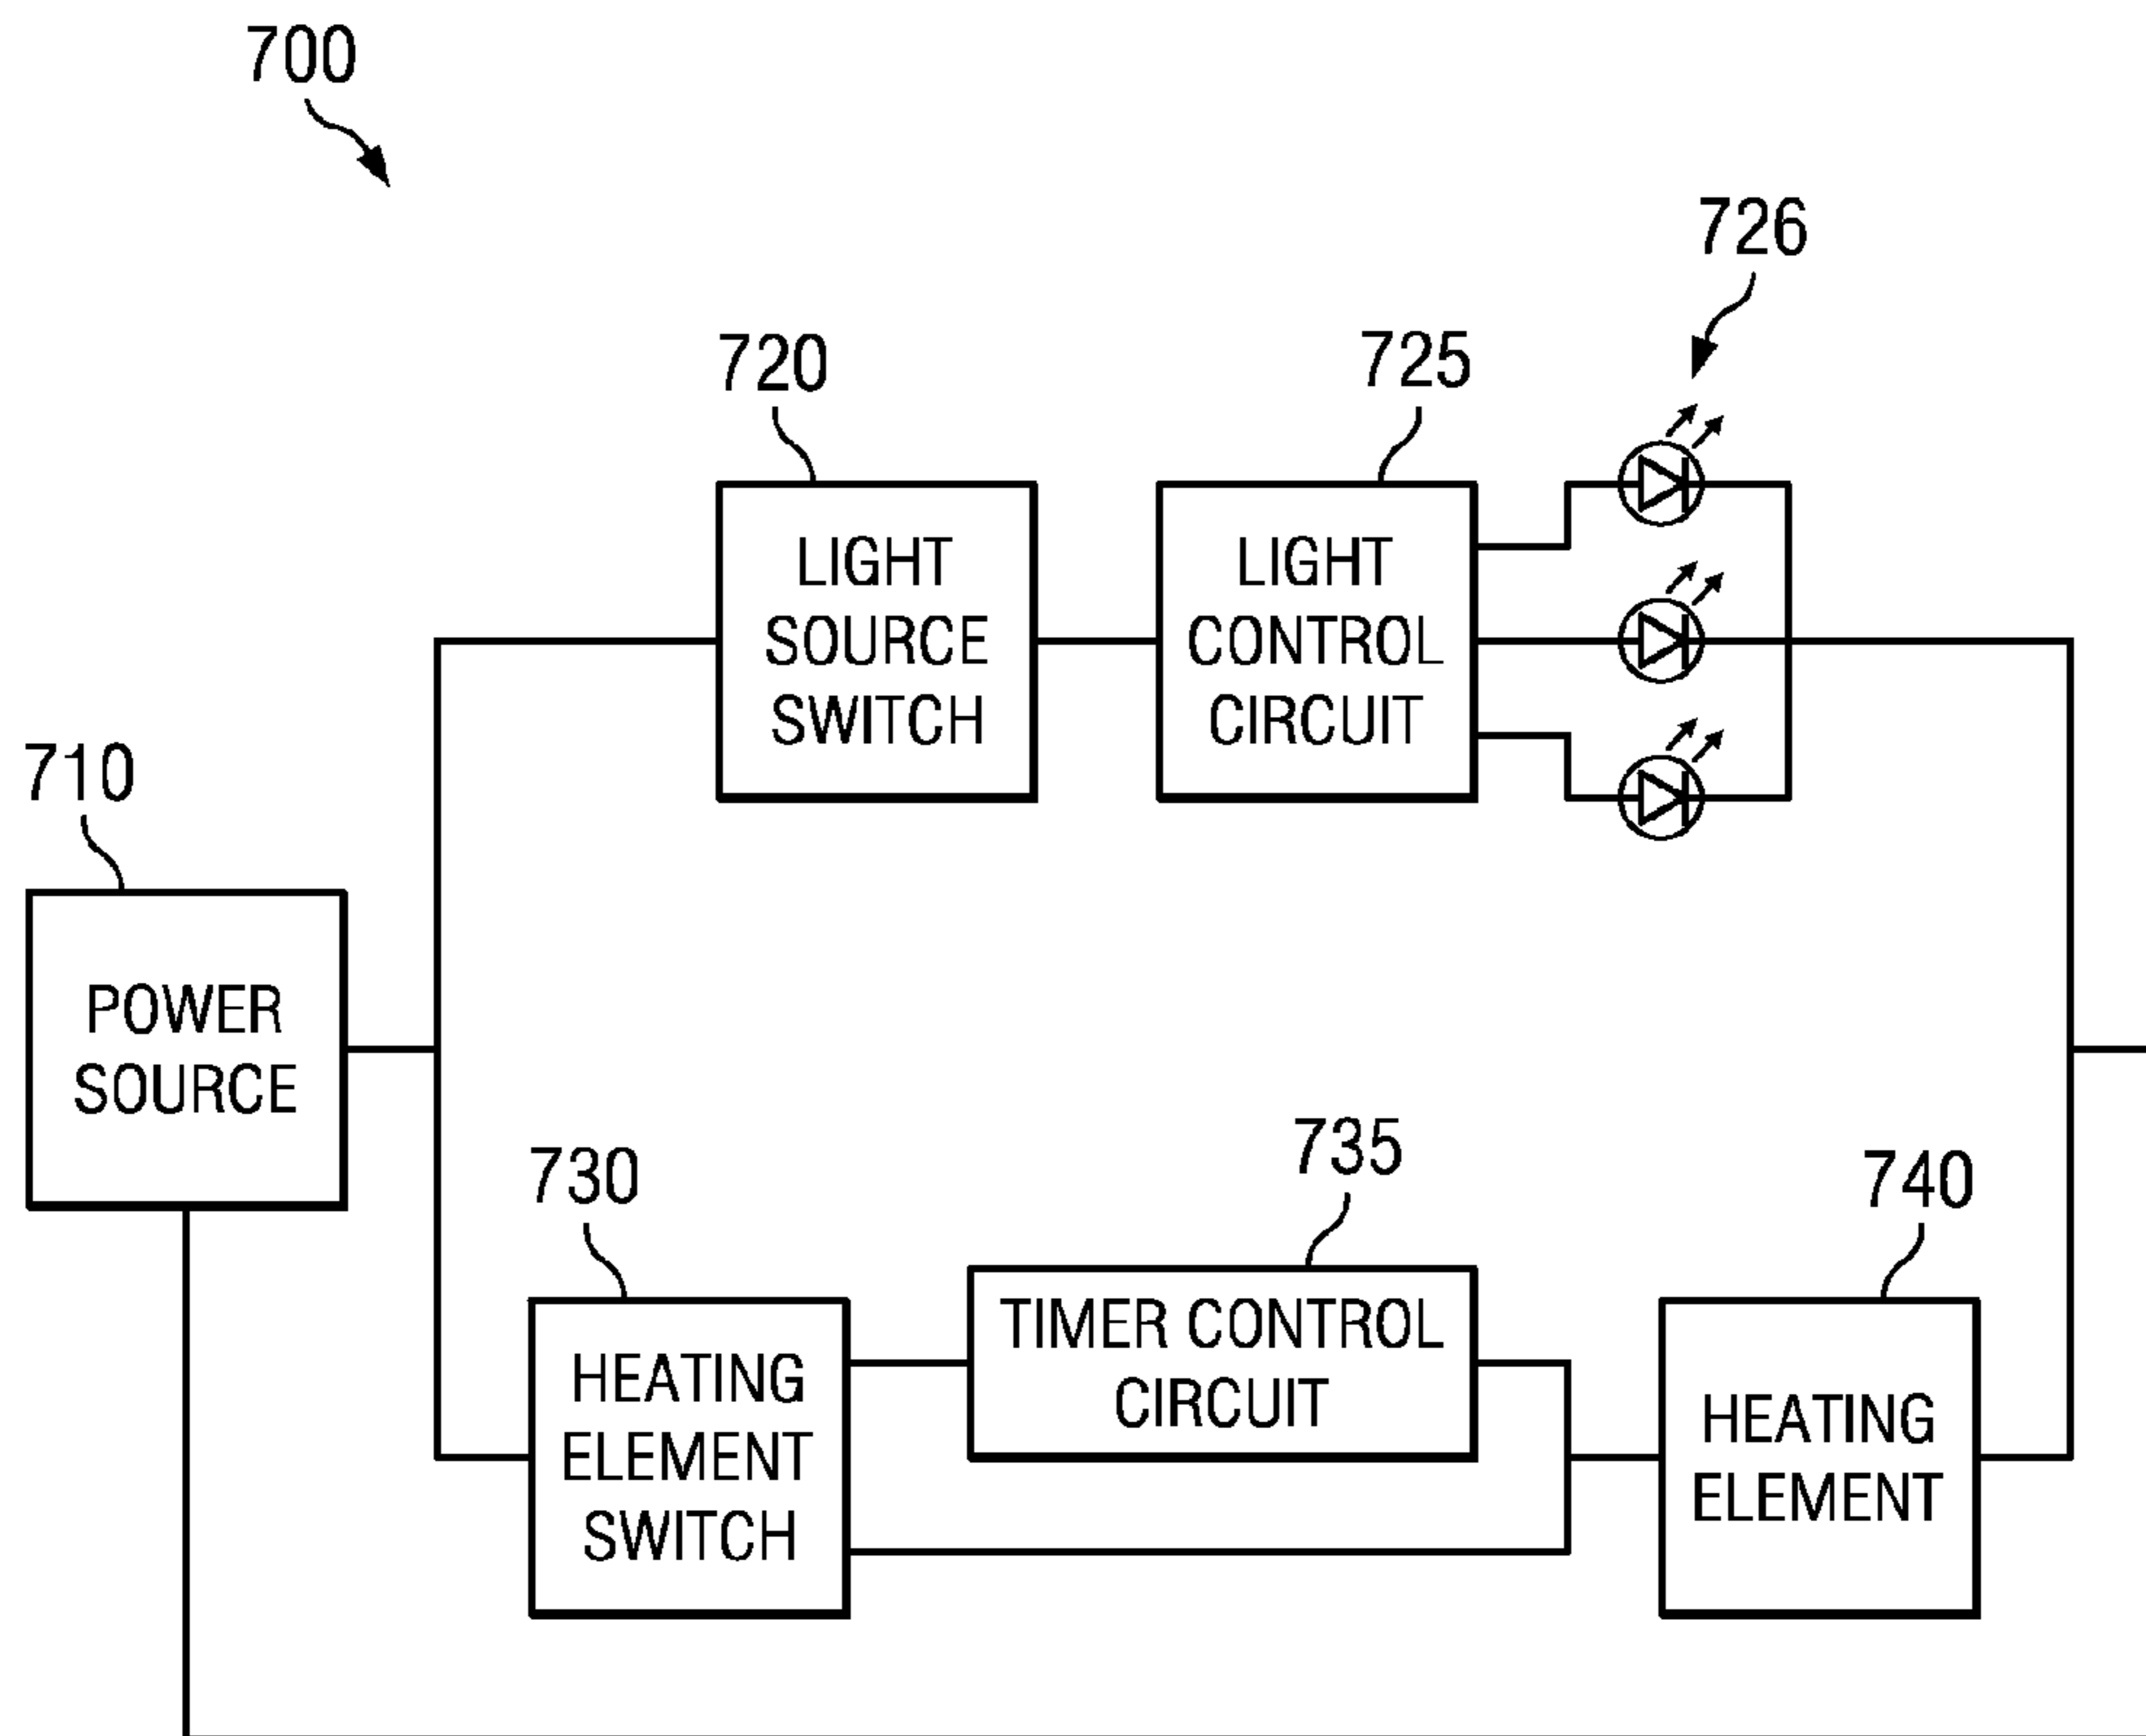 700
726
720
725
LIGHT
SOURCE
SWITCH
LIGHT
CONTROL
CIRCUIT
710
POWER
SOURCE
730
735
740
HEATING
ELEMENT
SWITCH
TIMER CONTROL
CIRCUIT
HEATING
ELEMENT